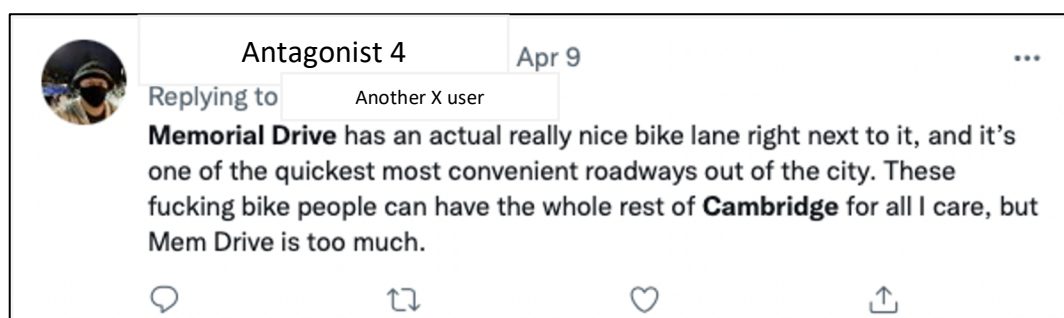 Antagonist 4 Apr 9
Replying to Another X user
Memorial Drive has an actual really nice bike lane right next to it, and it’s
one of the quickest most convenient roadways out of the city. These
fucking bike people can have the whole rest of Cambridge for all I care, but
Mem Drive is too much.